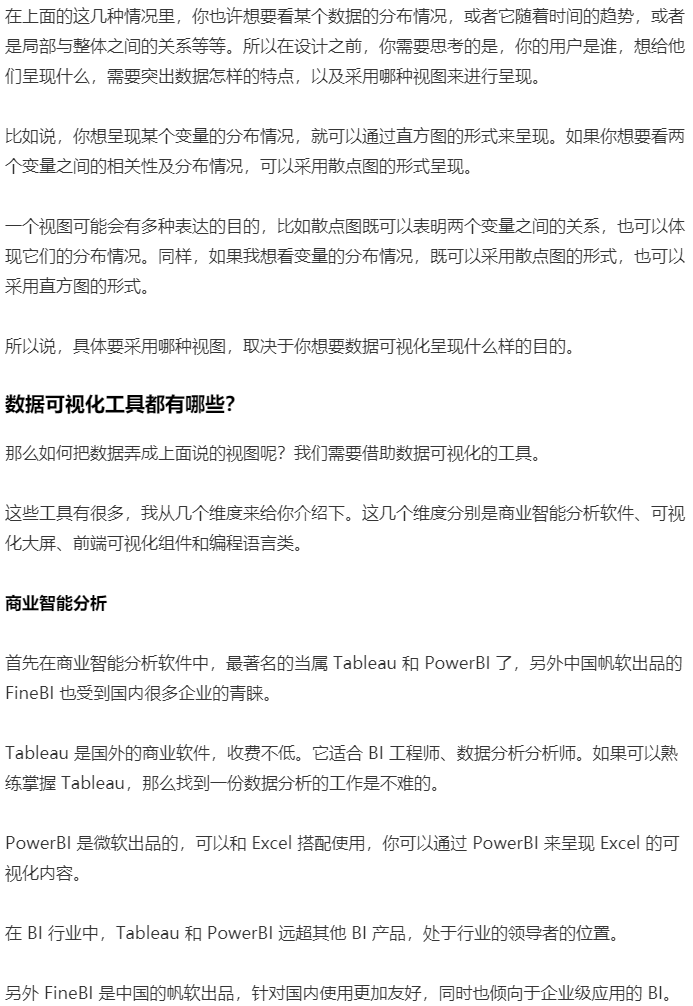 在上面的这几种情况里，你也许想要看某个数据的分布情况，或者它随着时间的趋势，或者
是局部与整体之间的关系等等。所以在设计之前，你需要思考的是，你的用户是谁，想给他
们呈现什么，需要突出数据怎样的特点，以及采用哪种视图来进行呈现。
比如说，你想呈现某个变量的分布情况，就可以通过直方图的形式来呈现。如果你想要看两
个变量之间的相关性及分布情况，可以采用散点图的形式呈现。
一个视图可能会有多种表达的目的，比如散点图既可以表明两个变量之间的关系，也可以体
现它们的分布情况。同样，如果我想看变量的分布情况，既可以采用散点图的形式，也可以
采用直方图的形式。
所以说，具体要采用哪种视图，取决于你想要数据可视化呈现什么样的目的。
数据可视化工具都有哪些？
那么如何把数据弄成上面说的视图呢？我们需要借助数据可视化的工具。
这些工具有很多，我从几个维度来给你介绍下。这几个维度分别是商业智能分析软件、可视
化大屏、前端可视化组件和编程语言类。
商业智能分析
首先在商业智能分析软件中，最著名的当属 Tableau 和 PowerBI 了，另外中国帆软出品的
FineBI 也受到国内很多企业的青睐。
Tableau 是国外的商业软件，收费不低。它适合 BI 工程师、数据分析分析师。如果可以熟
练掌握 Tableau，那么找到一份数据分析的工作是不难的。
PowerBI 是微软出品的，可以和 Excel 搭配使用，你可以通过 PowerBI 来呈现 Excel 的可
视化内容。
在 BI 行业中，Tableau 和 PowerBI 远超其他 BI 产品，处于行业的领导者的位置。
另外 FineBI 是中国的帆软出品，针对国内使用更加友好，同时也倾向于企业级应用的 BI。